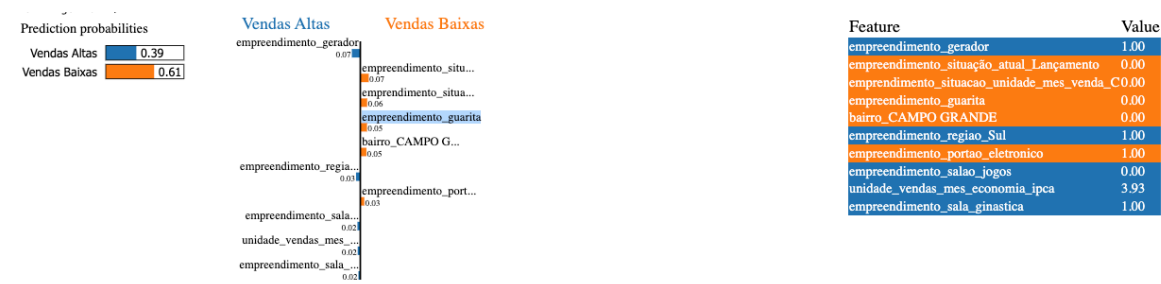 Prediction probabilities
Vendas Altas 0.39
Vendas Baixas 0.61
Vendas Altas Vendas Baixas
empreendimento_gerador
0.07
empreendimento_situ...
0.07
emprendimento_situa...
0.06
empreendimento_guarita
0.05
bairro_CAMPO G...
0.05
empreendimento_regia...
0.03
empreendimento_port...
0.03
empreendimento_sala...
0.02
unidade_vendas_mes_...
0.02
empreendimento_sala_...
0.02
Feature Value
empreendimento_gerador 1.00
empreendimento_situação_atual_Lançamento 0.00
emprendimento_situacao_unidade_mes_venda_C0.00
empreendimento_guarita 0.00
bairro_CAMPO GRANDE 0.00
empreendimento_regiao_Sul 1.00
empreendimento_portao_eletronico 1.00
empreendimento_salao_jogos 0.00
unidade_vendas_mes_economia_ipca 3.93
empreendimento_sala_ginastica 1.00